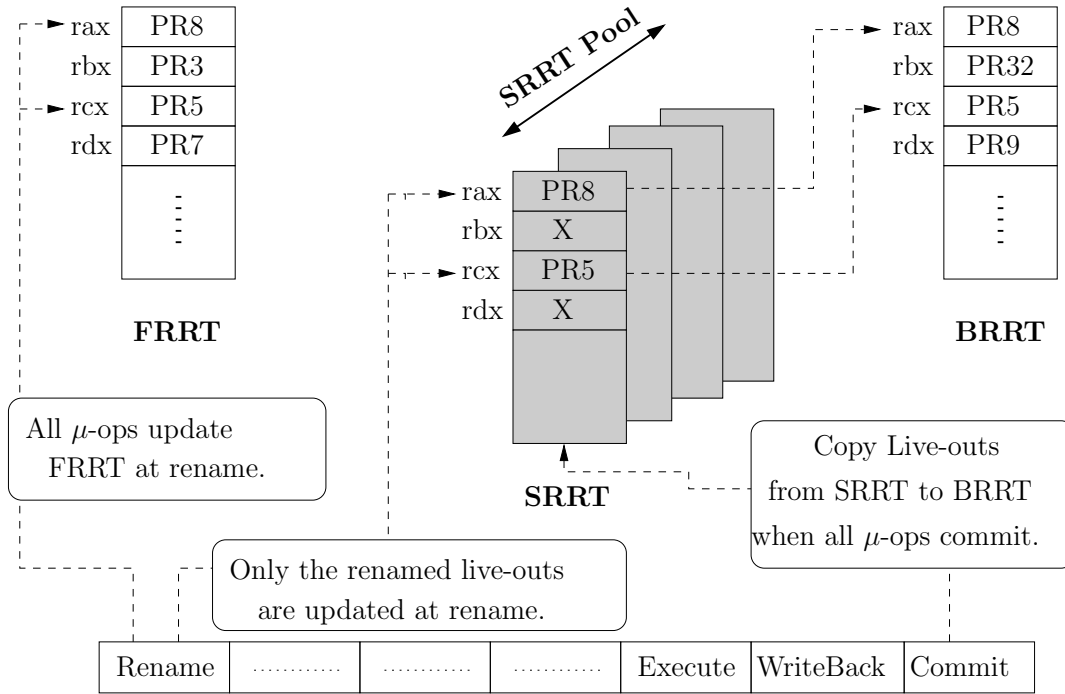 rax PR8
rbx PR3
rcx PR5
rdx PR7
FRRT
SRRT Pool
rax PR8
rbx X
rcx PR5
rdx X
SRRT
rax PR8
rbx PR32
rcx PR5
rdx PR9
BRRT
All μ-ops update
FRRT at rename.
Only the renamed live-outs
are updated at rename.
Copy Live-outs
from SRRT to BRRT
when all μ-ops commit.
Rename Execute WriteBack Commit